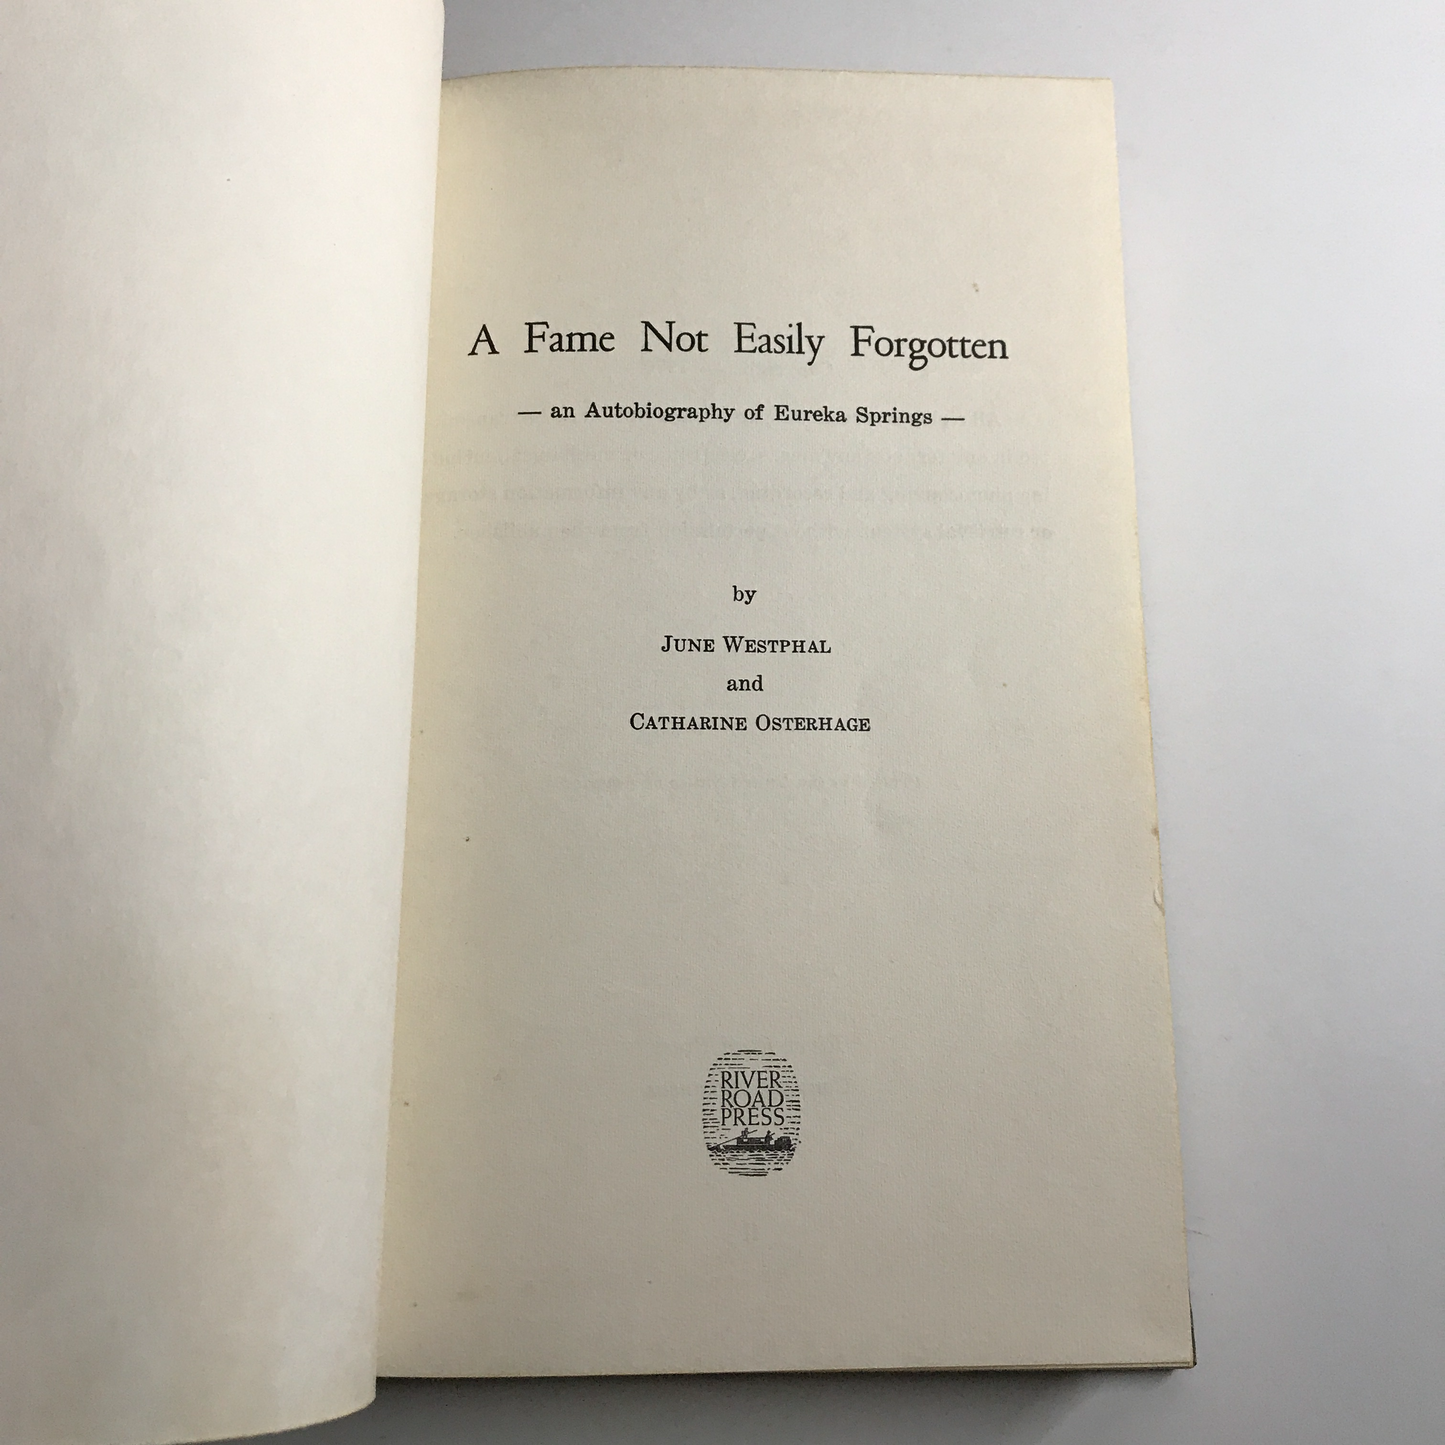 A Fame Not Easily Forgotten
— an Autobiography of Eureka Springs —
by
JUNE WESTPHAL
and
CATHARINE OSTERHAGE
RIVER
ROAD
PRESS